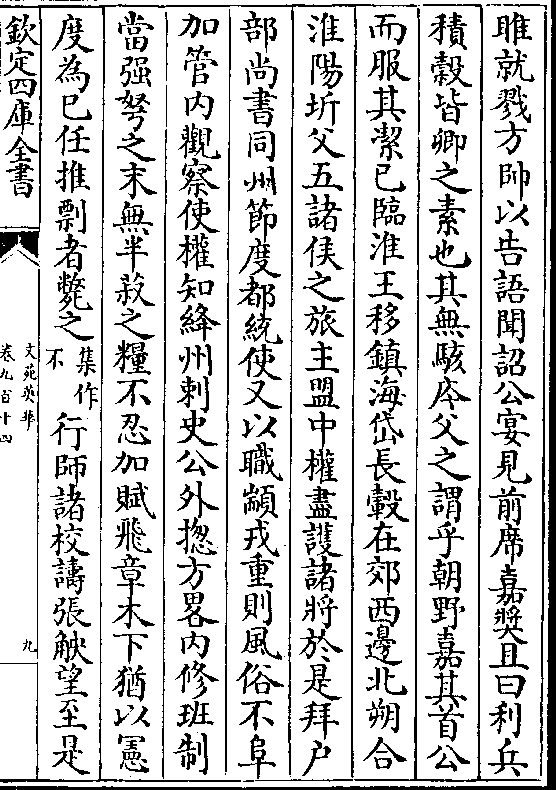 雎就戮方帥以告語聞詔公宴見前席嘉奬且曰利兵
積榖皆卿之素也其無駭庤父之謂乎朝野嘉其首公
而服其潔已臨淮王移鎮海岱長轂在郊西邊北朔合
淮陽圻父五諸侯之旅主盟中權盡護諸將於是拜户
部尚書同州節度都統使又以職顓戎重則風俗不阜
加管内觀察使權知絳州刺史公外揔方畧内修班制
當强弩之末無半菽之糧不忍加賦飛章未下猶以憲
度為己任推剽者斃之集作不行師諸校譸張觖望至是
欽定四庫全書
文苑英華
卷九百十四
九